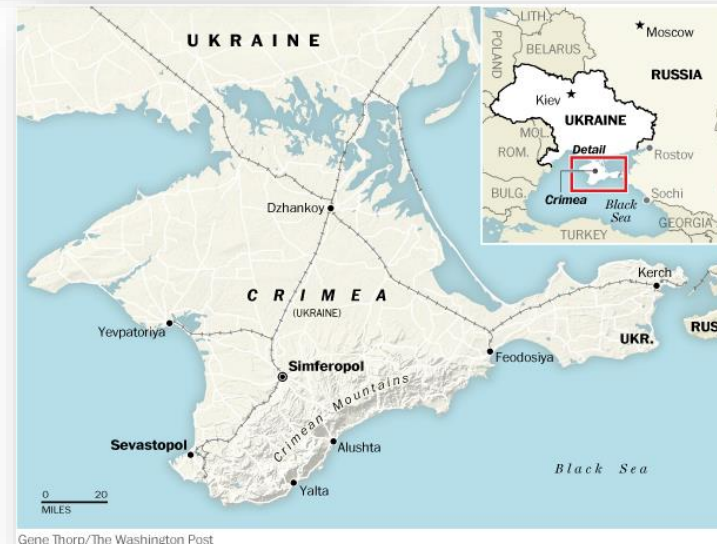 UKRAINE
Dzhankoy
CRIMEA
(UKRAINE)
Yevpatoriya
Simferopol
Crimean Mountains
Sevastopol
Alushta
Yalta
Feodosiya
Kerch
UKR.
RUS
Black Sea
0 20
MILES
LITH.
Moscow
POLAND
BELARUS
RUSSIA
Kiev
UKRAINE
MOL.
Detail
ROM.
Rostov
BULG.
Crimea
Black
Sea
Sochi
GEORGIA
TURKEY
Gene Thorp/The Washington Post